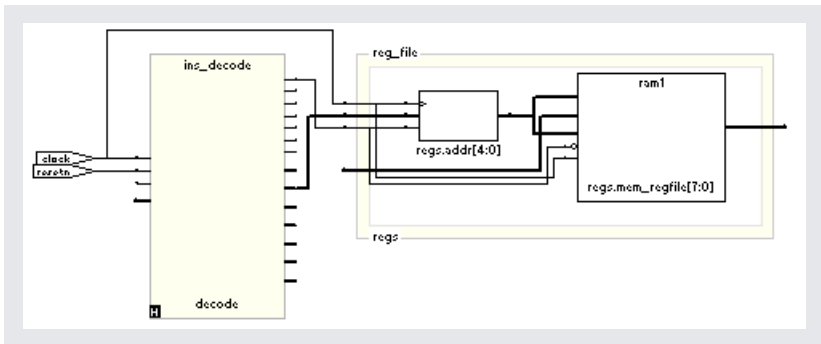 reg_file
ins_decode
ram1
regs.addr[4:0]
clock
resetn
regs.mem_regfile[7:0]
regs
decode
H